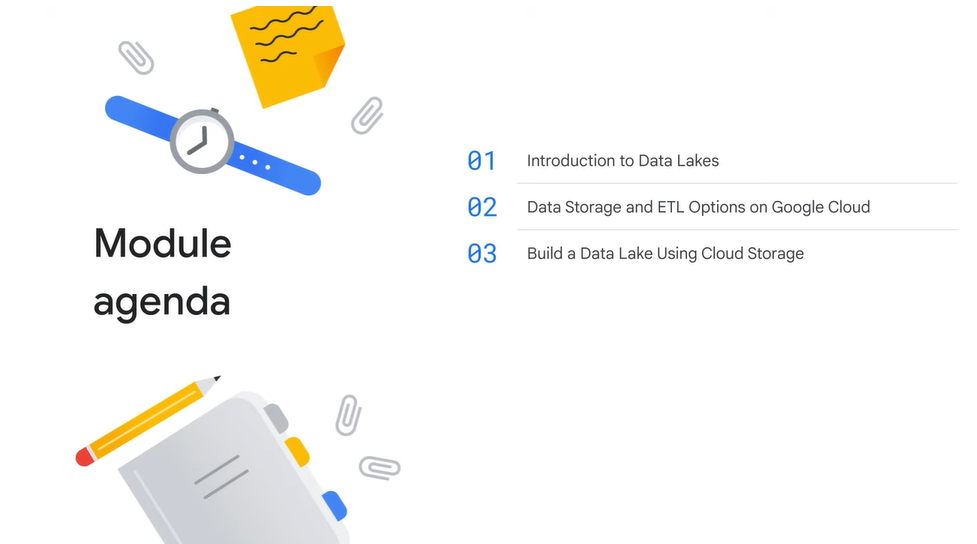 Module
agenda
01 Introduction to Data Lakes
02 Data Storage and ETL Options on Google Cloud
03 Build a Data Lake Using Cloud Storage